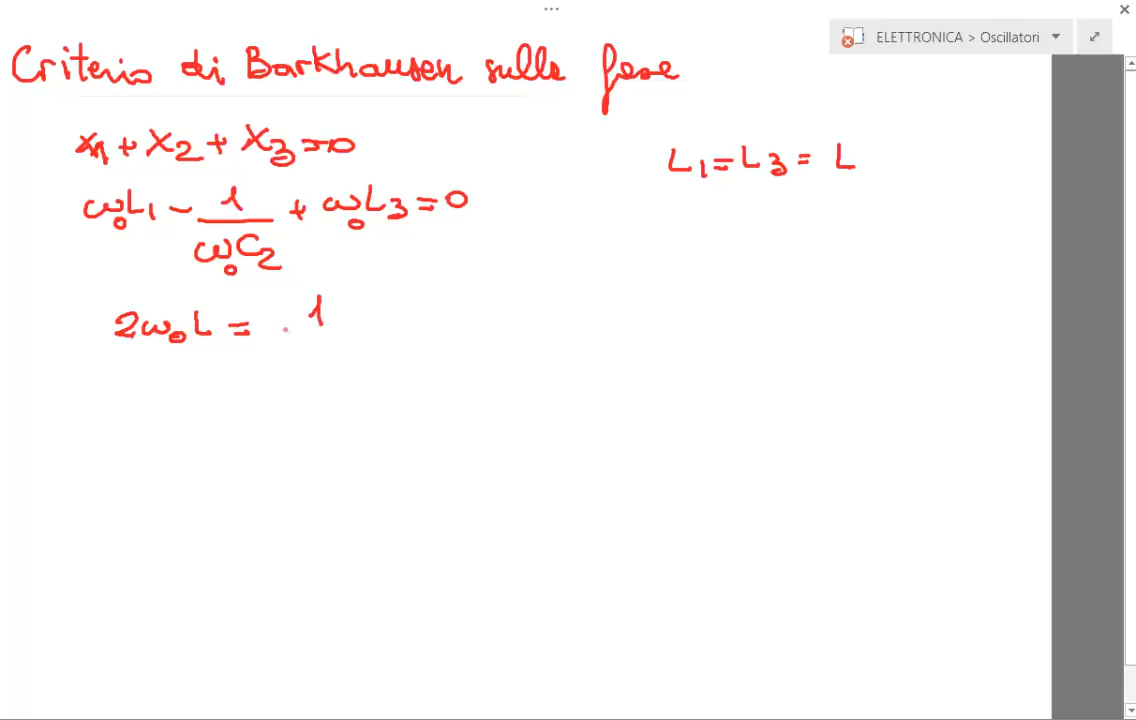 ELETTRONICA > Oscillatori
Criterio di Barkhausen sulla fase
X1 + X2 + X3 = 0
L1 = L3 = L
ω₀L1 - 1/(ω₀C2) + ω₀L3 = 0
2ω₀L = 1